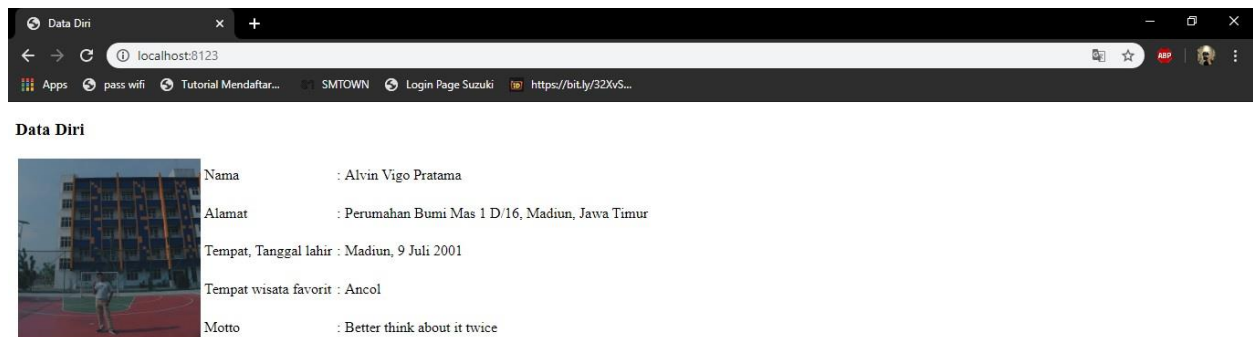 Data Diri
localhost:8123
ABP
Apps pass wifi Tutorial Mendaftar... SMTOWN Login Page Suzuki https://bit.ly/32XvS...
Data Diri
Nama : Alvin Vigo Pratama
Alamat : Perumahan Bumi Mas 1 D/16, Madiun, Jawa Timur
Tempat, Tanggal lahir : Madiun, 9 Juli 2001
Tempat wisata favorit : Ancol
Motto : Better think about it twice